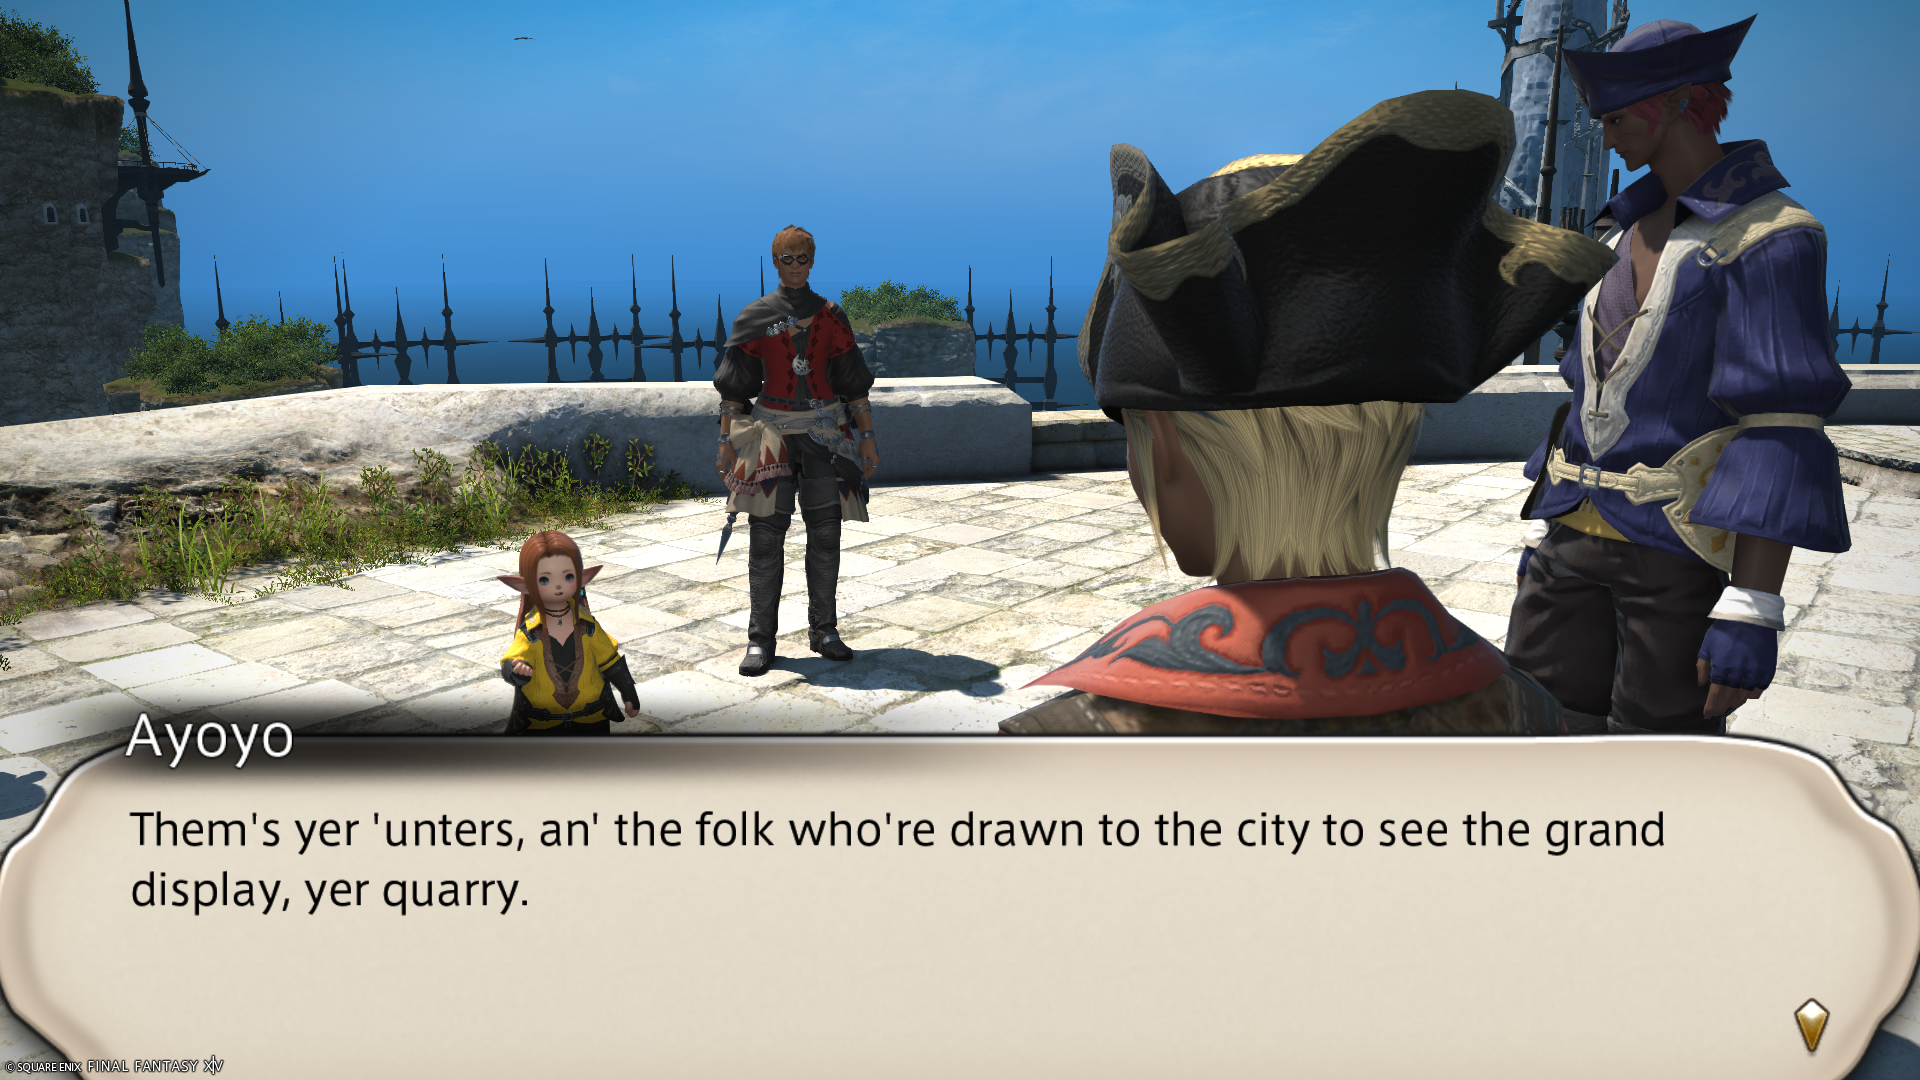 Ayoyo
Them's yer 'unters, an' the folk who're drawn to the city to see the grand
display, yer quarry.
© SQUARE ENIX FINAL FANTASY XIV